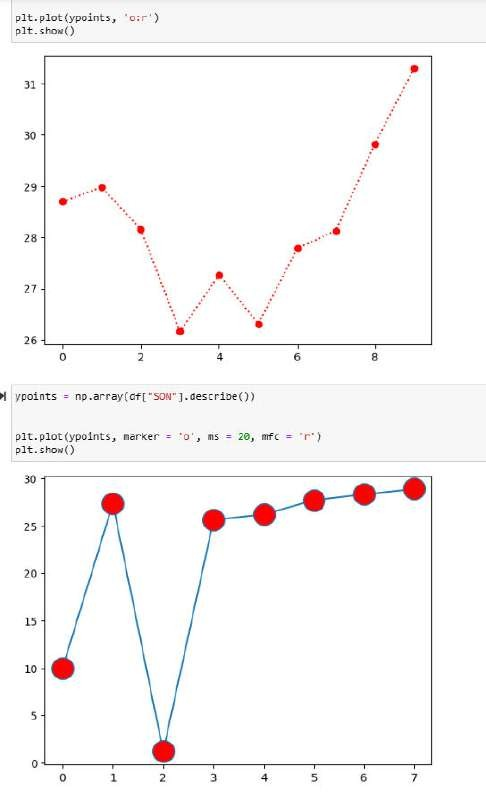 plt.plot(ypoints, 'o:r')
plt.show()
31
30
29
28
27
26
0 2 4 6 8
ypoints = np.array(df["SON"].describe())
plt.plot(ypoints, marker = 'o', ms = 20, mfc = 'r')
plt.show()
30
25
20
15
10
5
0
0 1 2 3 4 5 6 7